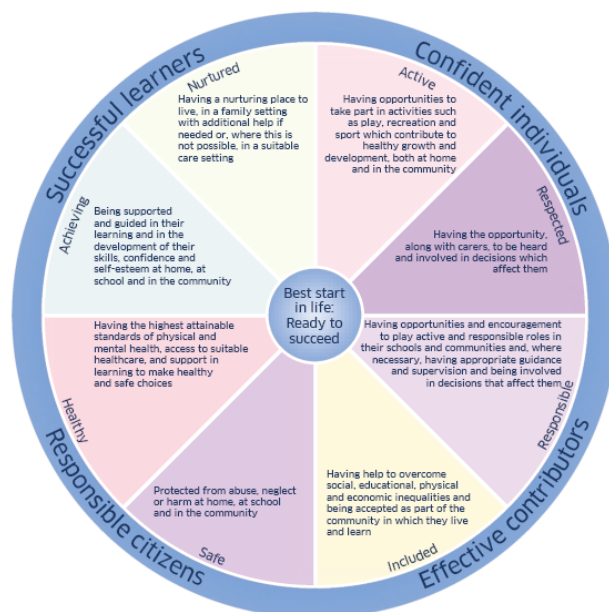 Successful learners
Confident individuals
Nurtured
Having a nurturing place to
live, in a family setting
with additional help if
needed or, where this is
not possible, in a suitable
care setting
Active
Having opportunities to
take part in activities such
as play, recreation and
sport which contribute to
healthy growth and
development, both at home
and in the community
Achieving
Being supported
and guided in their
learning and in the
development of their
skills, confidence and
self-esteem at home, at
school and in the community
Respected
Having the opportunity,
along with carers, to be heard
and involved in decisions which
affect them
Best start
in life:
Ready to
succeed
Having the highest attainable
standards of physical and
mental health, access to suitable
healthcare, and support in
learning to make healthy
and safe choices
Healthy
Having opportunities and encouragement
to play active and responsible roles in
their schools and communities and, where
necessary, having appropriate guidance
and supervision and being involved
in decisions that affect them
Responsible
Protected from abuse, neglect
or harm at home, at school
and in the community
Safe
Having help to overcome
social, educational, physical
and economic inequalities and
being accepted as part of the
community in which they live
and learn
Included
Responsible citizens
Effective contributors